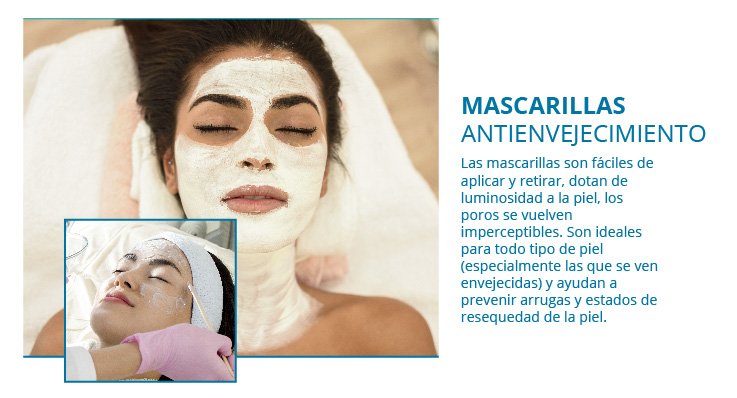 MASCARILLAS
ANTIENVEJECIMIENTO
Las mascarillas son fáciles de
aplicar y retirar, dotan de
luminosidad a la piel, los
poros se vuelven
imperceptibles. Son ideales
para todo tipo de piel
(especialmente las que se ven
envejecidas) y ayudan a
prevenir arrugas y estados de
resequedad de la piel.